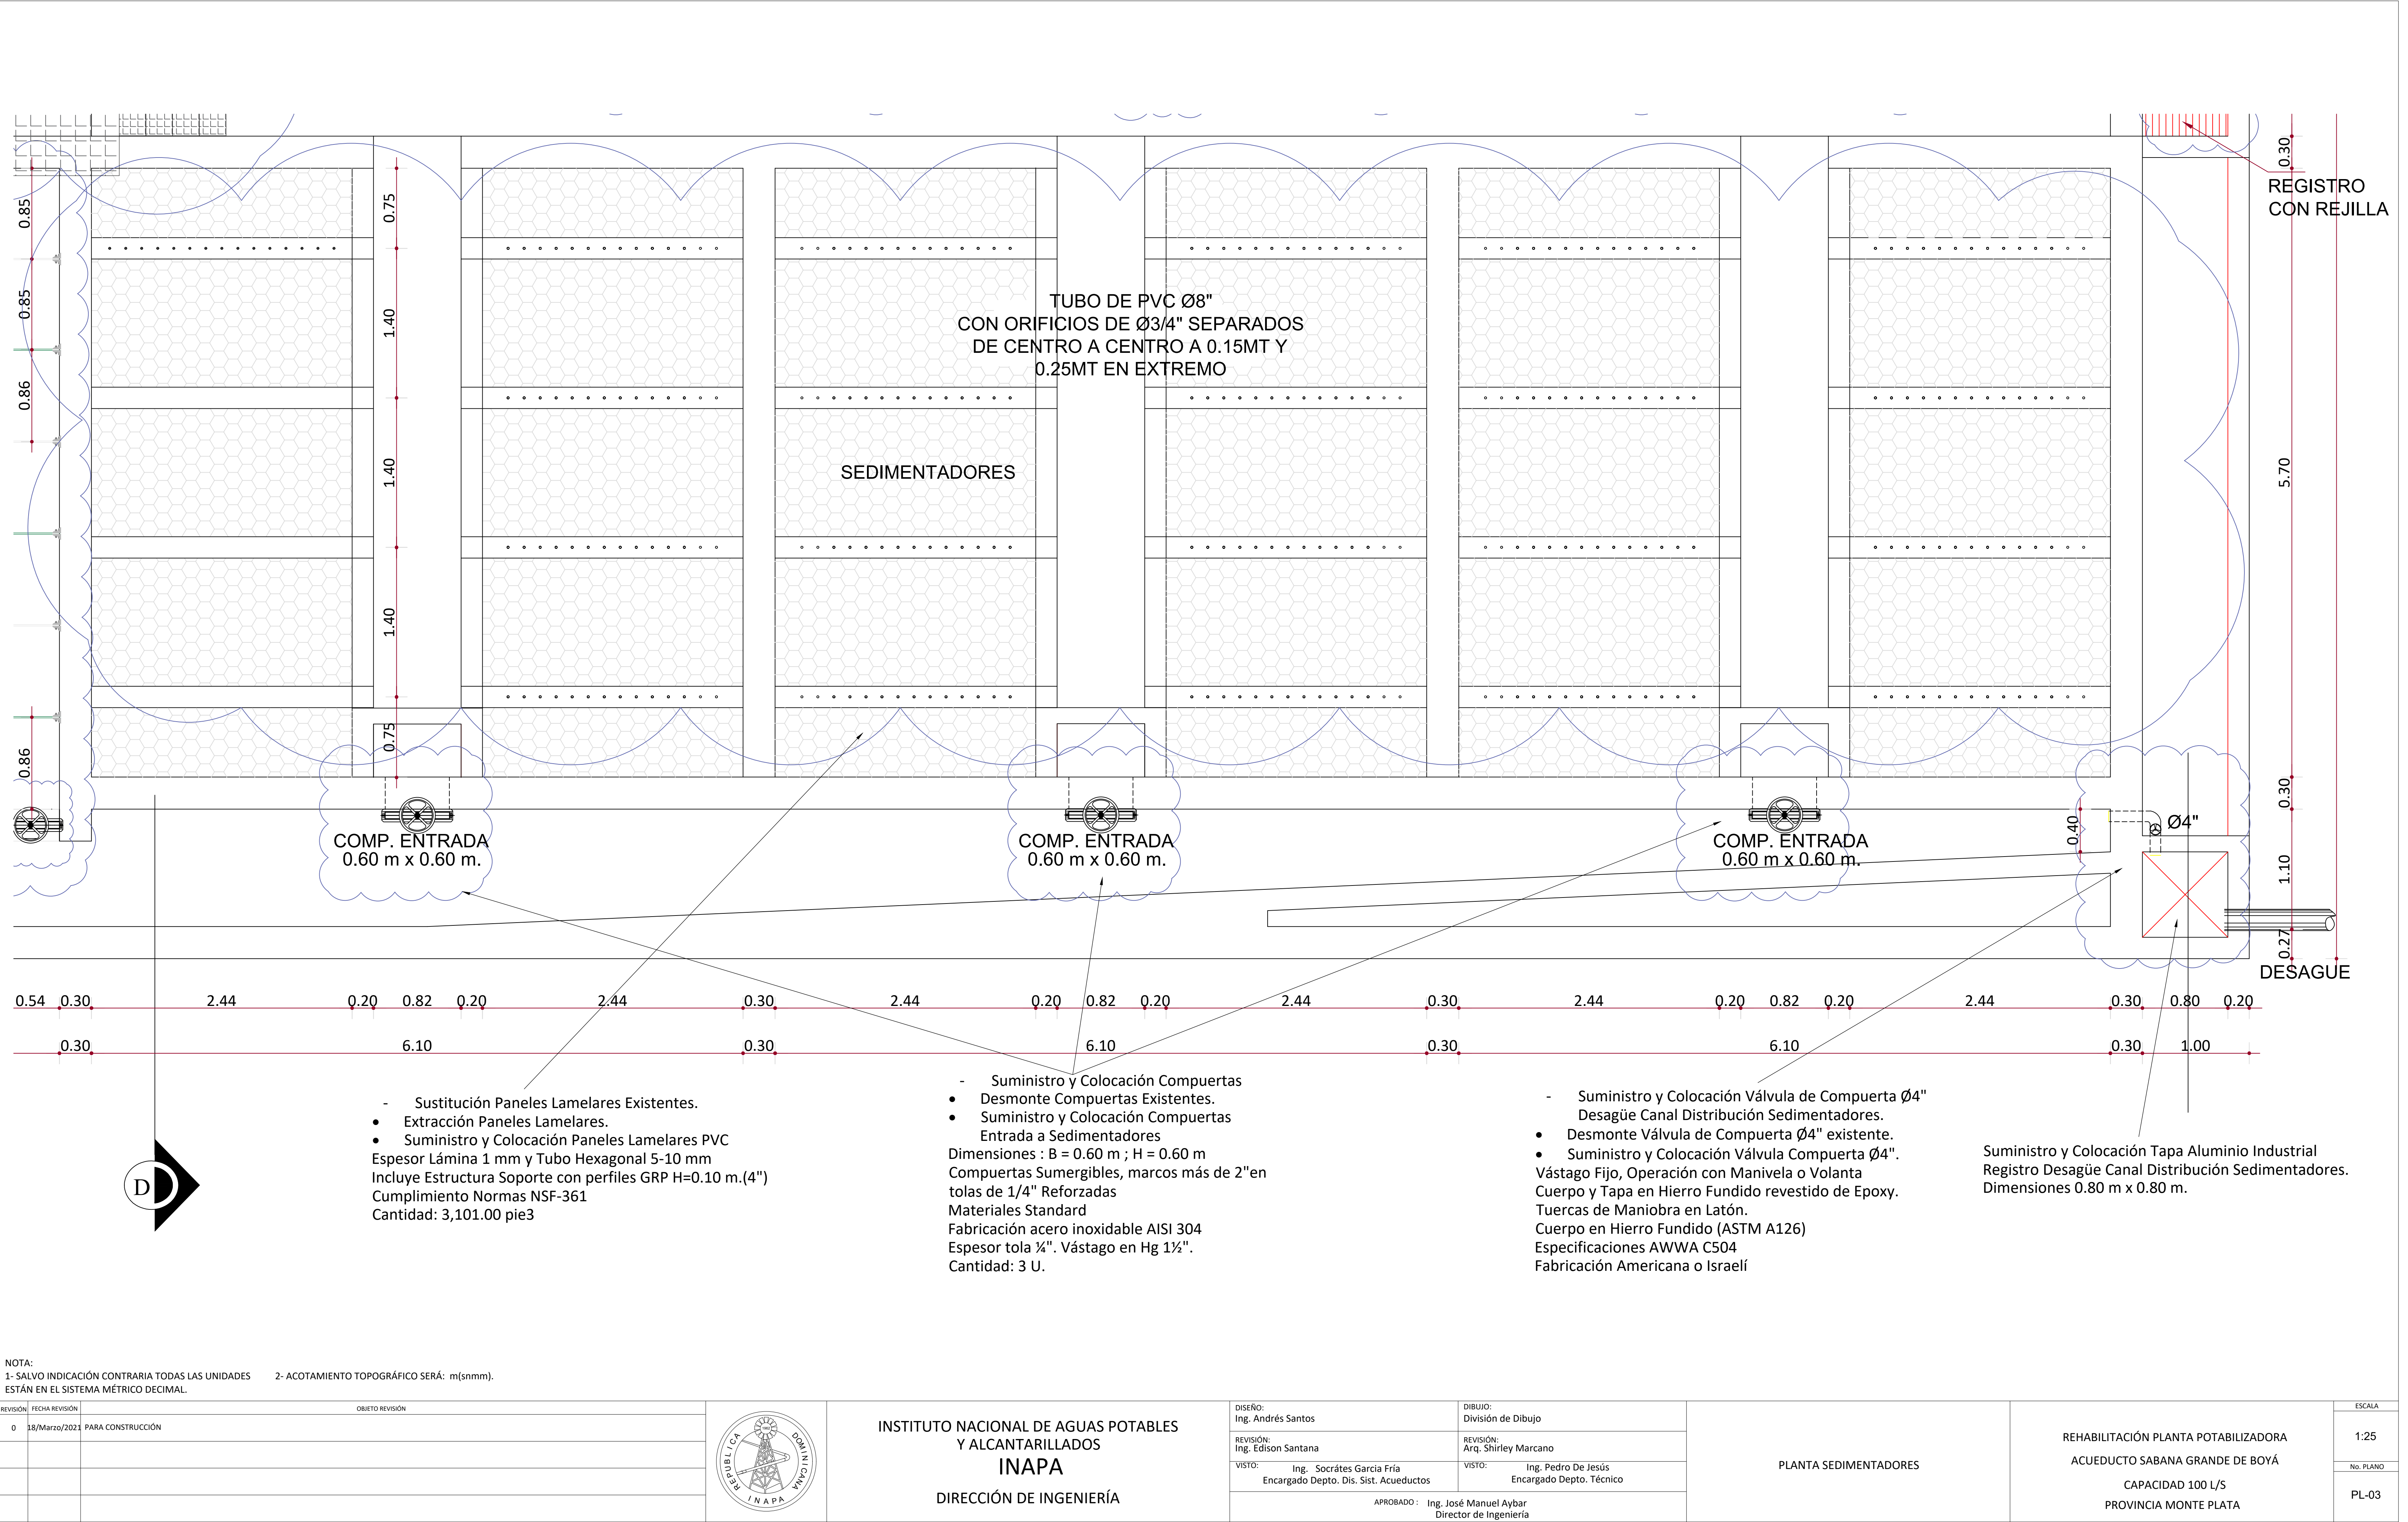 0.85
0.85
0.86
0.86
0.75
1.40
1.40
1.40
0.75
0.30
REGISTRO
CON REJILLA
5.70
0.30
1.10
0.27
0.40
TUBO DE PVC Ø8"
CON ORIFICIOS DE Ø3/4" SEPARADOS
DE CENTRO A CENTRO A 0.15MT Y
0.25MT EN EXTREMO
SEDIMENTADORES
COMP. ENTRADA
0.60 m x 0.60 m.
COMP. ENTRADA
0.60 m x 0.60 m.
COMP. ENTRADA
0.60 m x 0.60 m.
Ø4"
DESAGUE
0.54 0.30 2.44 0.20 0.82 0.20 2.44 0.30 2.44 0.20 0.82 0.20 2.44 0.30 2.44 0.20 0.82 0.20 2.44 0.30 0.80 0.20
0.30 6.10 0.30 6.10 0.30 6.10 0.30 1.00
D
- Sustitución Paneles Lamelares Existentes.
• Extracción Paneles Lamelares.
• Suministro y Colocación Paneles Lamelares PVC
Espesor Lámina 1 mm y Tubo Hexagonal 5-10 mm
Incluye Estructura Soporte con perfiles GRP H=0.10 m.(4")
Cumplimiento Normas NSF-361
Cantidad: 3,101.00 pie3
- Suministro y Colocación Compuertas
• Desmonte Compuertas Existentes.
• Suministro y Colocación Compuertas
Entrada a Sedimentadores
Dimensiones : B = 0.60 m ; H = 0.60 m
Compuertas Sumergibles, marcos más de 2"en
tolas de 1/4" Reforzadas
Materiales Standard
Fabricación acero inoxidable AISI 304
Espesor tola ¼". Vástago en Hg 1½".
Cantidad: 3 U.
- Suministro y Colocación Válvula de Compuerta Ø4"
Desagüe Canal Distribución Sedimentadores.
• Desmonte Válvula de Compuerta Ø4" existente.
• Suministro y Colocación Válvula Compuerta Ø4".
Vástago Fijo, Operación con Manivela o Volanta
Cuerpo y Tapa en Hierro Fundido revestido de Epoxy.
Tuercas de Maniobra en Latón.
Cuerpo en Hierro Fundido (ASTM A126)
Especificaciones AWWA C504
Fabricación Americana o Israelí
Suministro y Colocación Tapa Aluminio Industrial
Registro Desagüe Canal Distribución Sedimentadores.
Dimensiones 0.80 m x 0.80 m.
NOTA:
1- SALVO INDICACIÓN CONTRARIA TODAS LAS UNIDADES
ESTÁN EN EL SISTEMA MÉTRICO DECIMAL.
2- ACOTAMIENTO TOPOGRÁFICO SERÁ: m(snmm).
REVISIÓN FECHA REVISIÓN OBJETO REVISIÓN
0 18/Marzo/2021 PARA CONSTRUCCIÓN
REPUBLICA DOMINICANA
INAPA
INSTITUTO NACIONAL DE AGUAS POTABLES
Y ALCANTARILLADOS
INAPA
DIRECCIÓN DE INGENIERÍA
DISEÑO:
Ing. Andrés Santos
DIBUJO:
División de Dibujo
REVISIÓN:
Ing. Edison Santana
REVISIÓN:
Arq. Shirley Marcano
VISTO: Ing. Socrátes Garcia Fría
Encargado Depto. Dis. Sist. Acueductos
VISTO: Ing. Pedro De Jesús
Encargado Depto. Técnico
APROBADO : Ing. José Manuel Aybar
Director de Ingeniería
PLANTA SEDIMENTADORES
REHABILITACIÓN PLANTA POTABILIZADORA
ACUEDUCTO SABANA GRANDE DE BOYÁ
CAPACIDAD 100 L/S
PROVINCIA MONTE PLATA
ESCALA
1:25
No. PLANO
PL-03